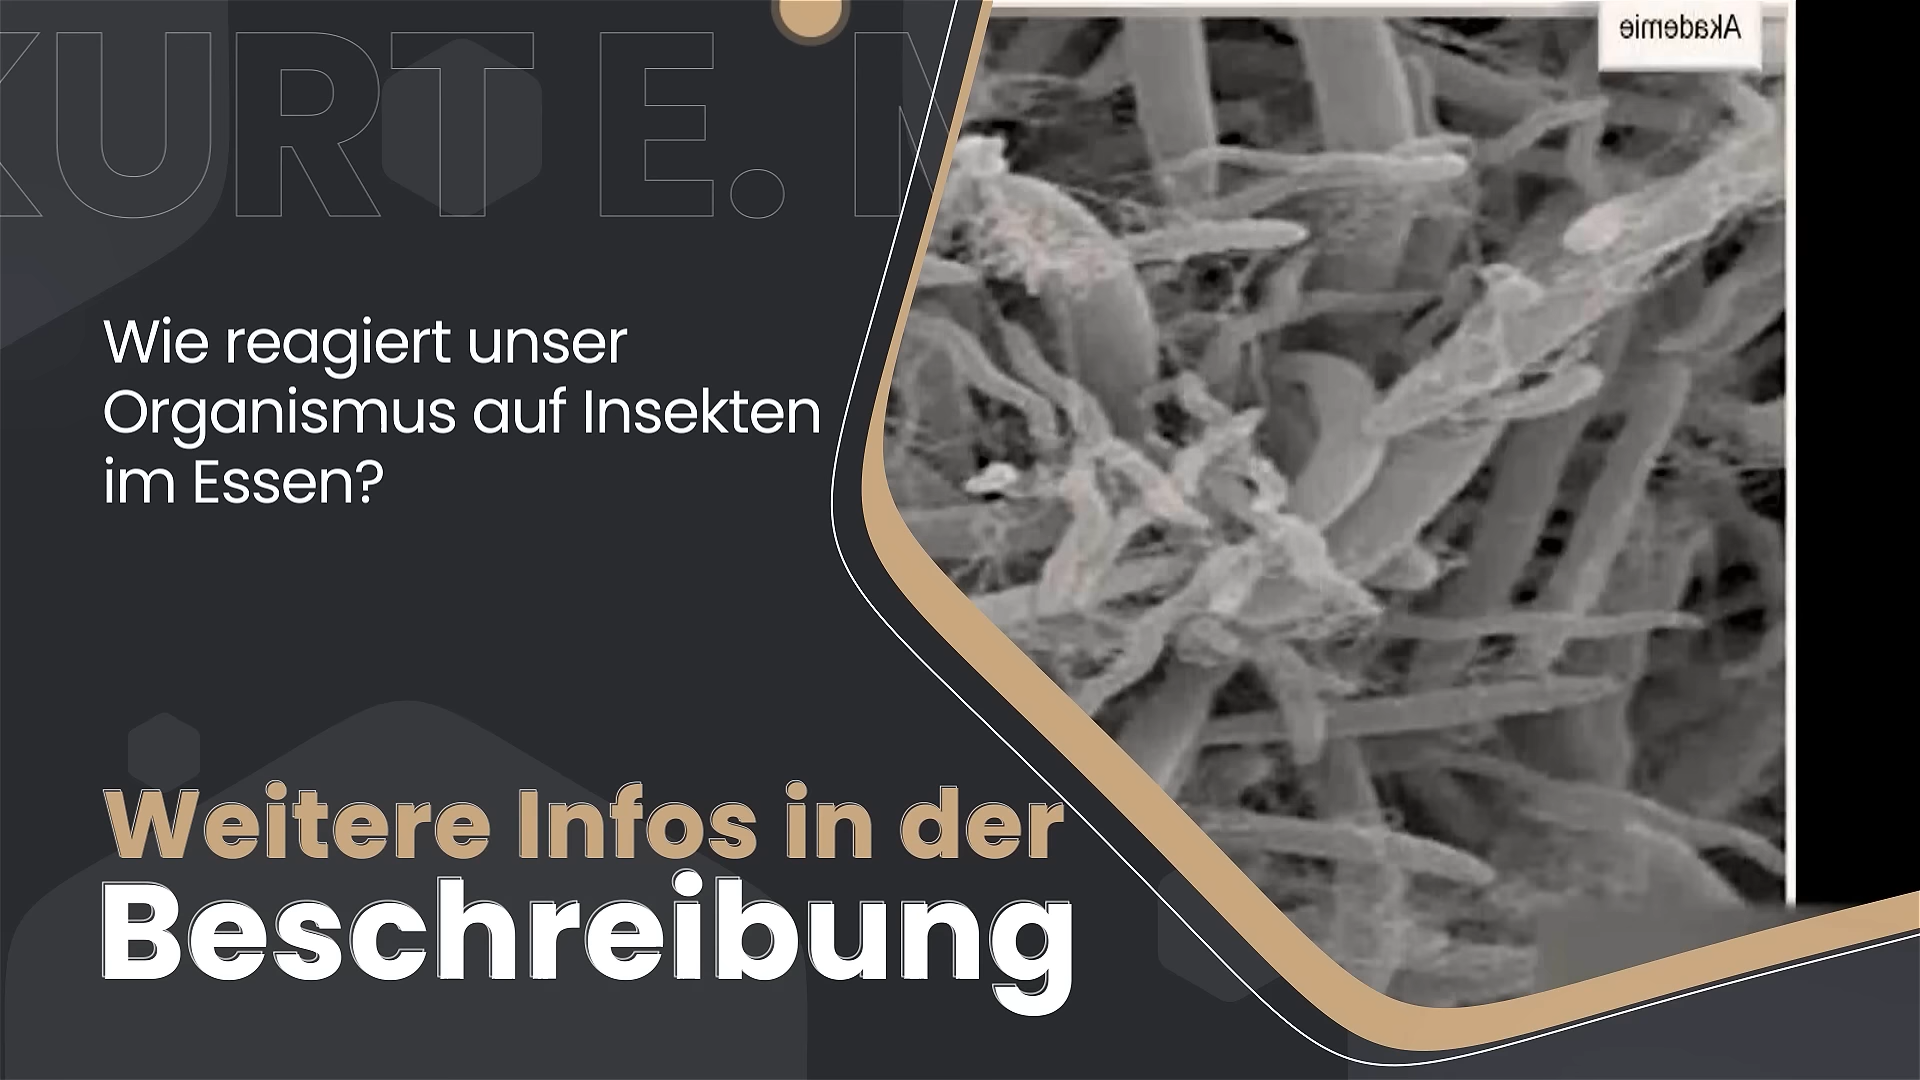 KURT E. M
Akademie
Wie reagiert unser
Organismus auf Insekten
im Essen?
Weitere Infos in der
Beschreibung